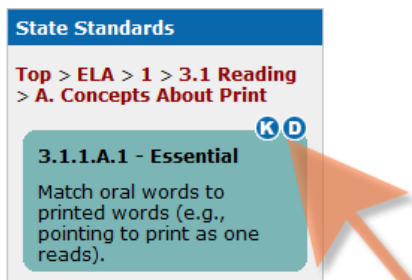 State Standards
Top > ELA > 1 > 3.1 Reading
> A. Concepts About Print
K D
3.1.1.A.1 - Essential
Match oral words to
printed words (e.g.,
pointing to print as one
reads).